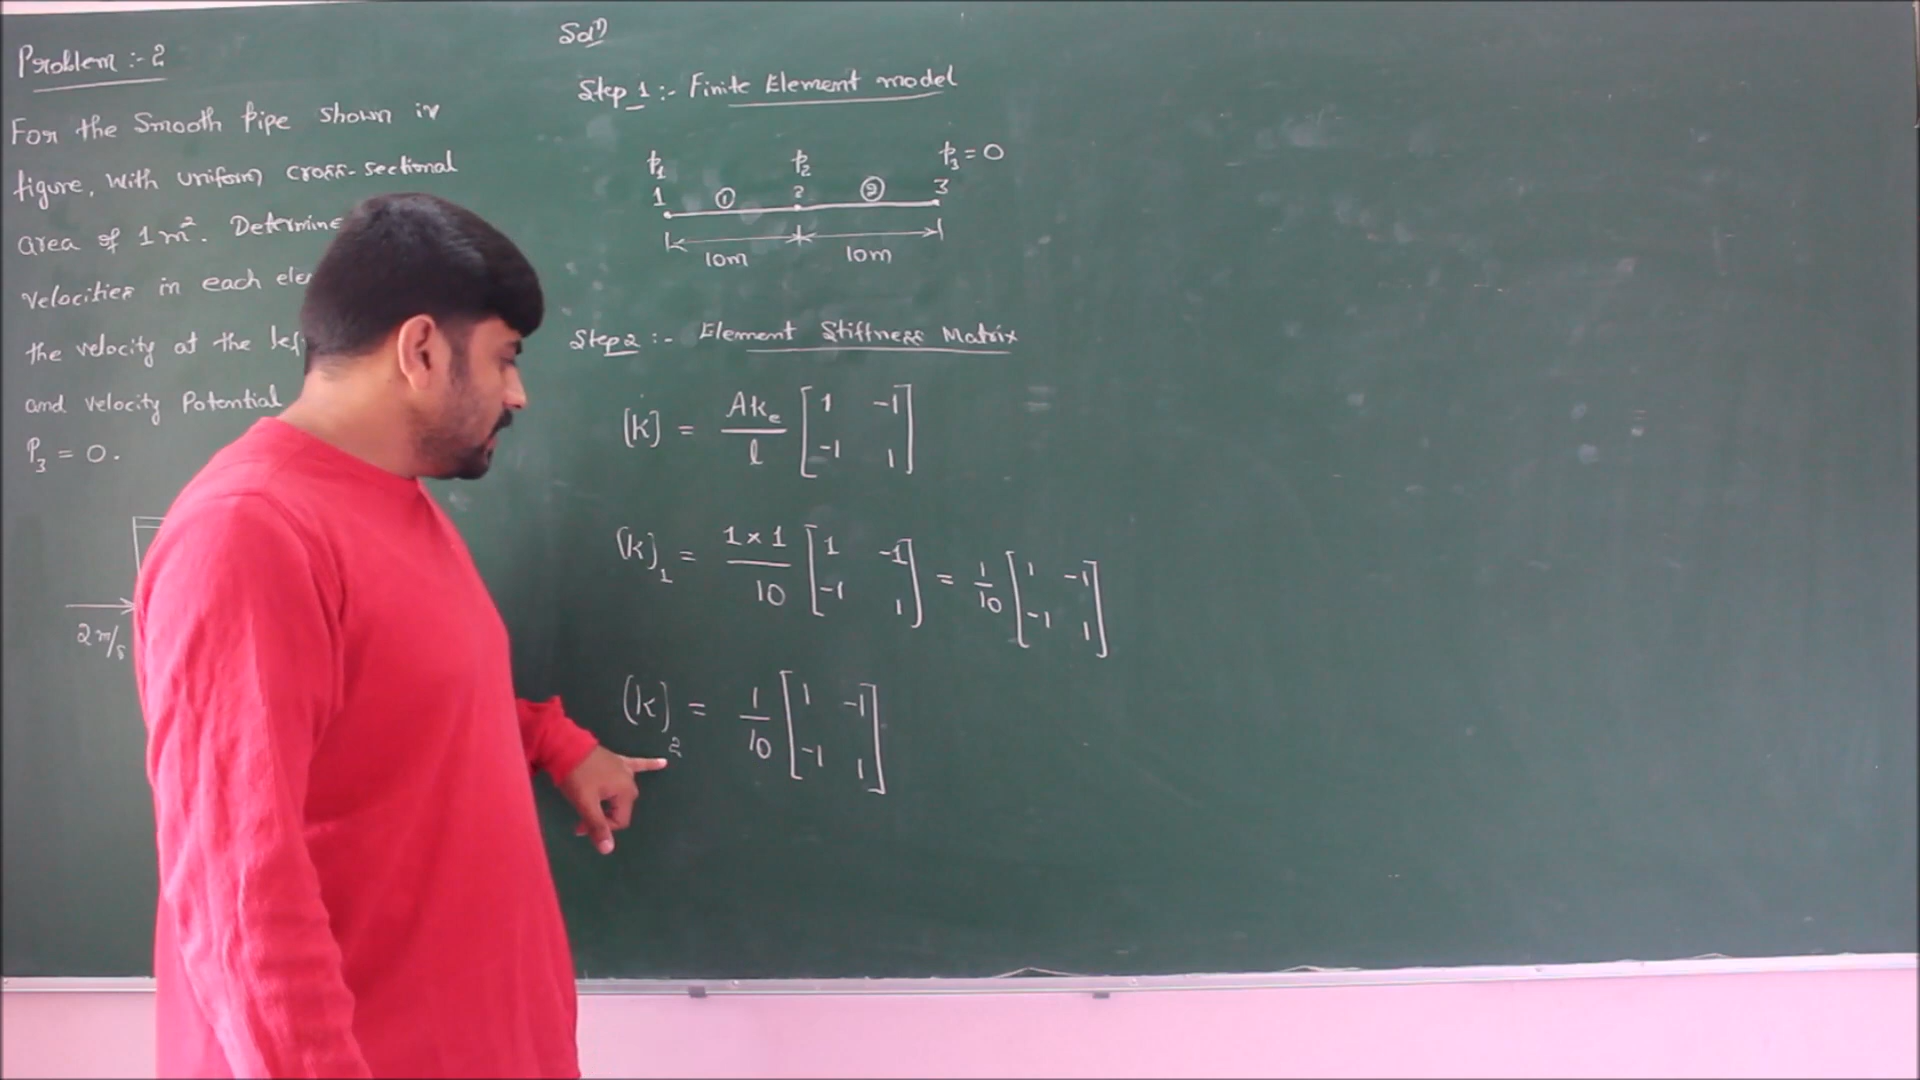 Problem :- 2
For the Smooth pipe shown in
figure, with uniform cross-sectional
area of 1 m². Determine
velocities in each
the velocity at the
and velocity Potential
P₃ = 0.
2 m/s
Solⁿ
Step 1 :- Finite Element model
p₁ p₂ p₃ = 0
1 ① 2 ② 3
10m 10m
Step 2 :- Element Stiffness Matrix
[K] = Akₑ/l [1 -1; -1 1]
[K]₁ = 1×1/10 [1 -1; -1 1] = 1/10 [1 -1; -1 1]
[K]₂ = 1/10 [1 -1; -1 1]